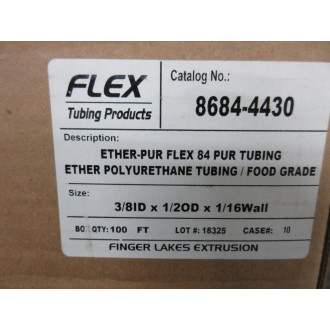 FLEX
Tubing Products
Catalog No.:
8684-4430
Description:
ETHER-PUR FLEX 84 PUR TUBING
ETHER POLYURETHANE TUBING / FOOD GRADE
Size:
3/8ID x 1/2OD x 1/16Wall
BOX QTY: 100 FT LOT #: 18325 CASE#: 10
FINGER LAKES EXTRUSION